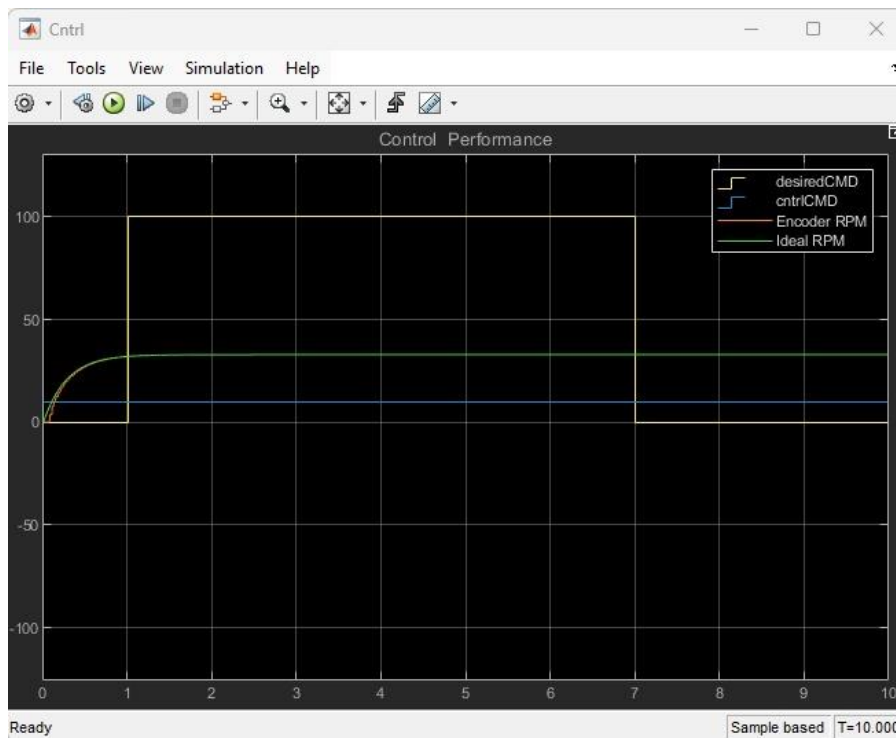 Cntrl
File Tools View Simulation Help
Control Performance
desiredCMD
cntrlCMD
Encoder RPM
Ideal RPM
100
50
0
-50
-100
0 1 2 3 4 5 6 7 8 9 10
Ready Sample based T=10.000